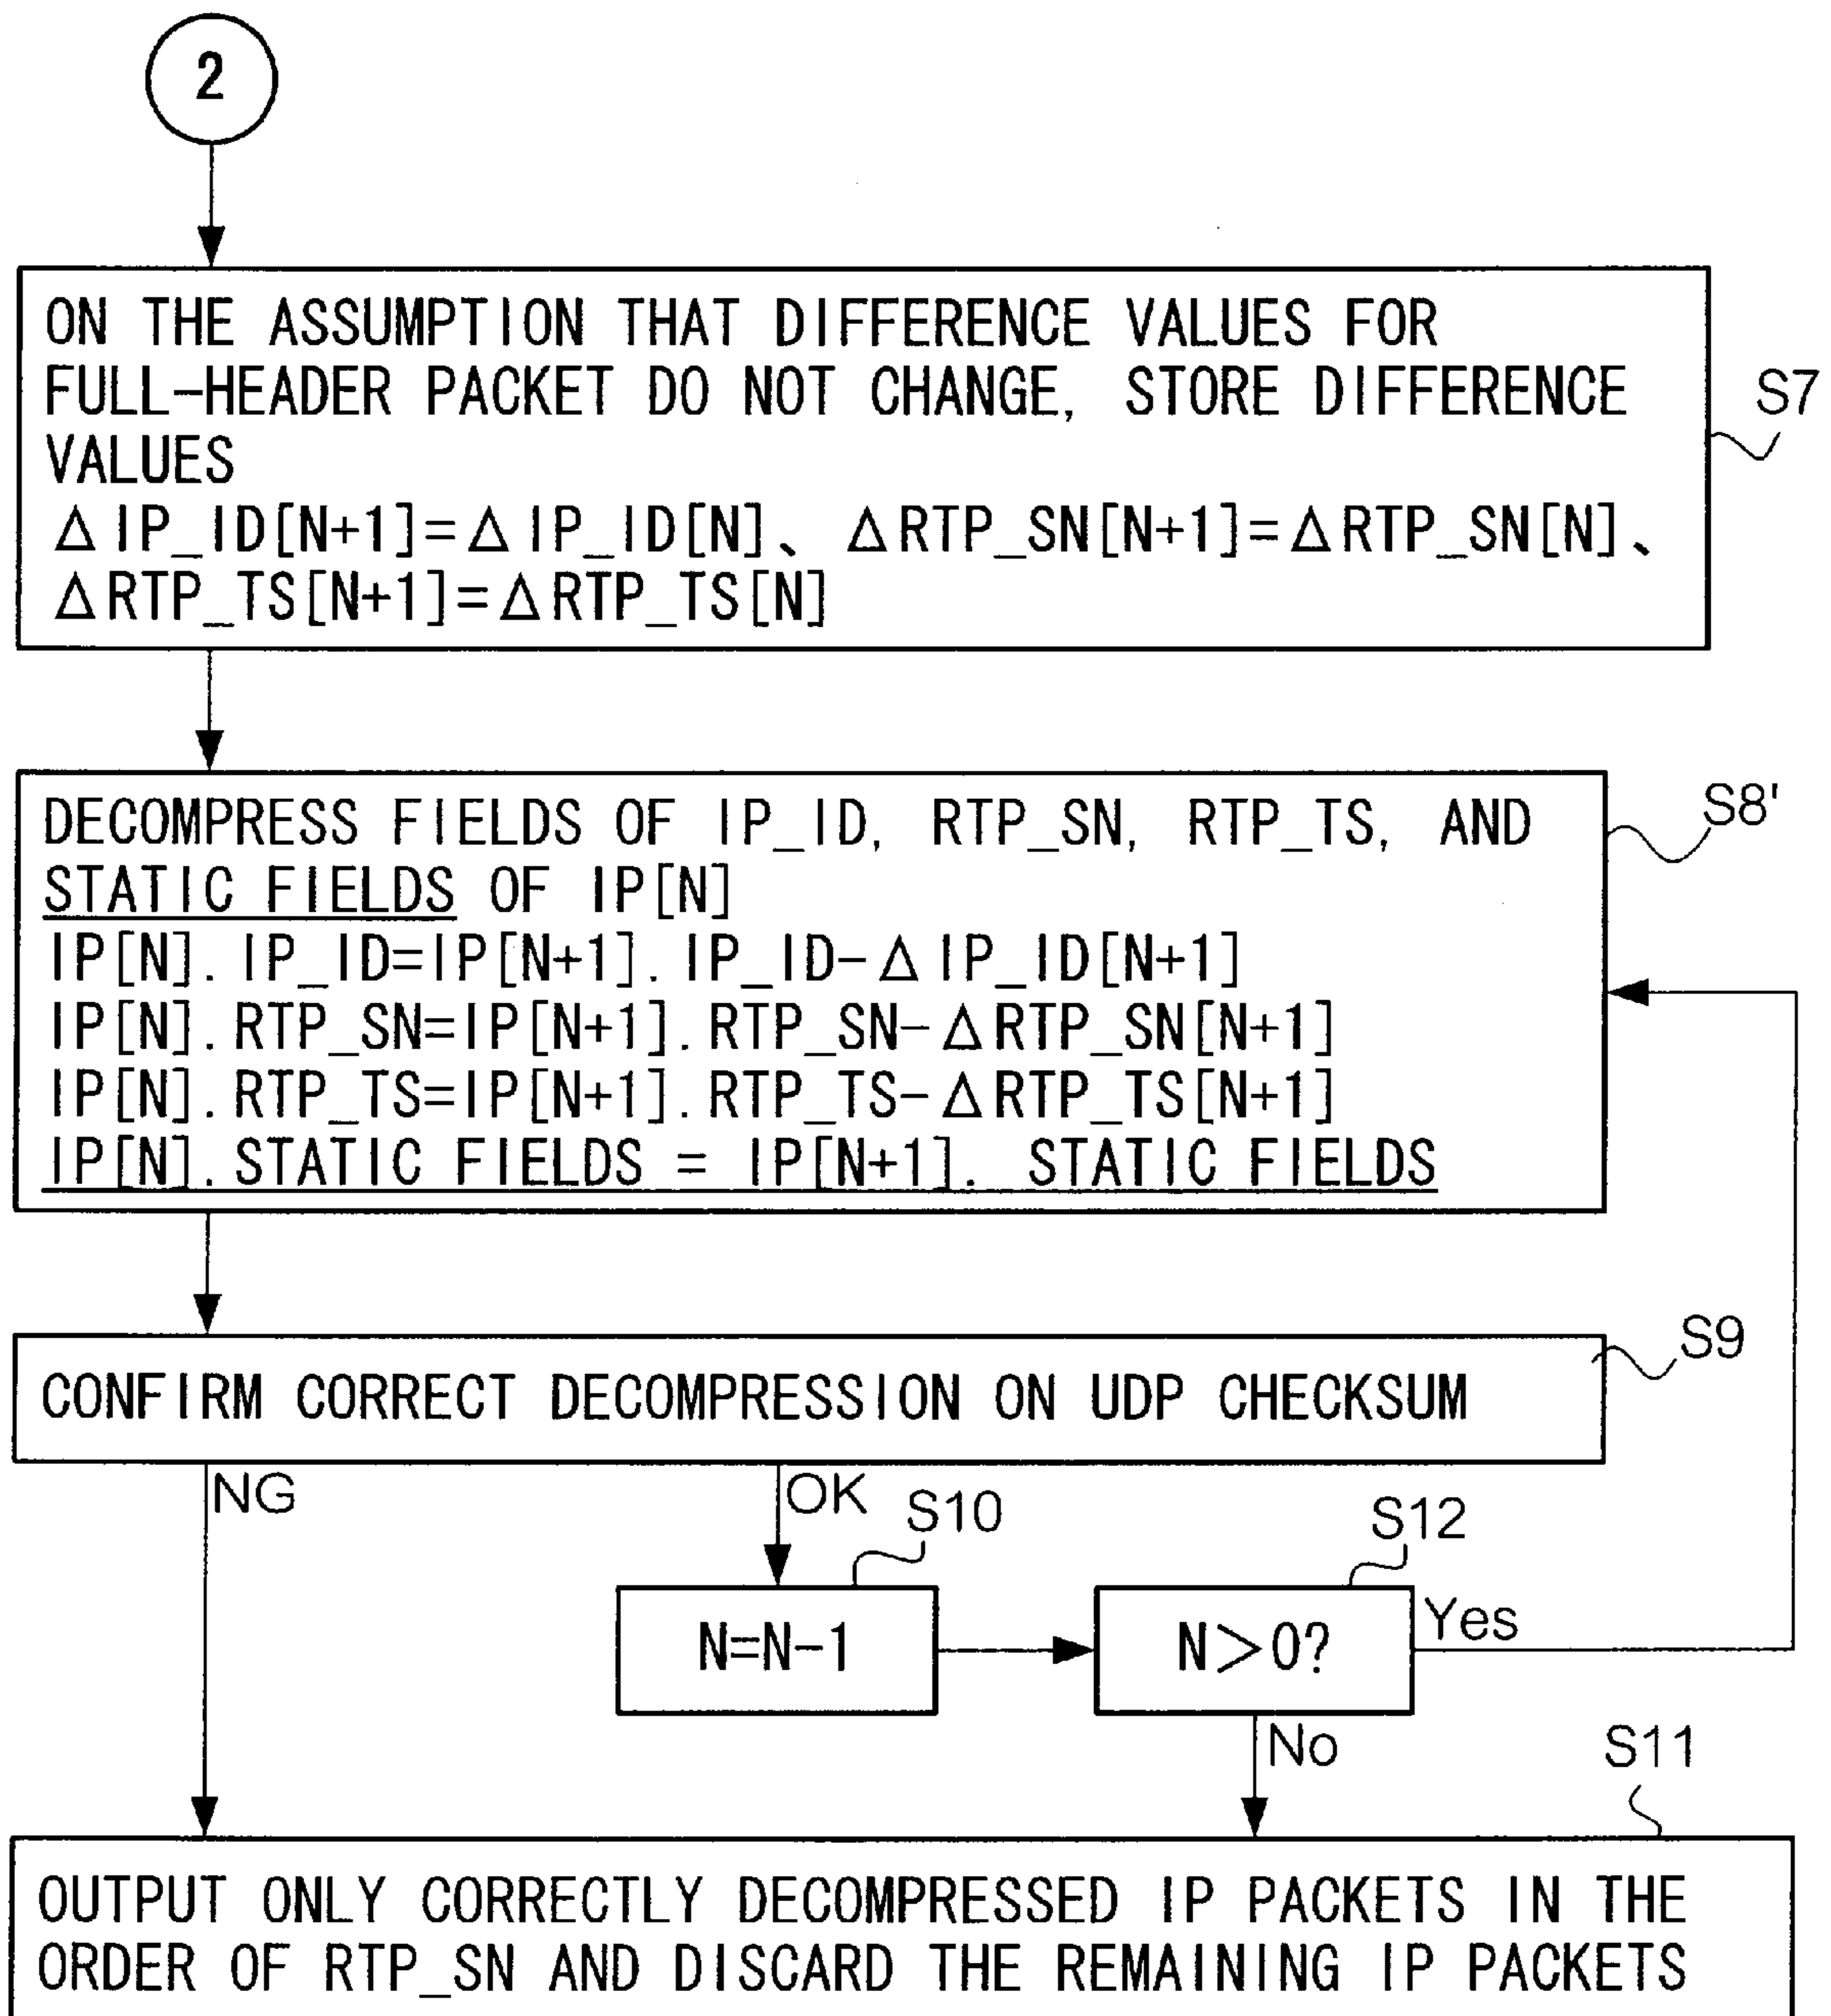 2
ON THE ASSUMPTION THAT DIFFERENCE VALUES FOR
FULL-HEADER PACKET DO NOT CHANGE, STORE DIFFERENCE
VALUES
ΔIP_ID[N+1]=ΔIP_ID[N]、 ΔRTP_SN[N+1]=ΔRTP_SN[N]、
ΔRTP_TS[N+1]=ΔRTP_TS[N]
S7
DECOMPRESS FIELDS OF IP_ID, RTP_SN, RTP_TS, AND
STATIC FIELDS OF IP[N]
IP[N]. IP_ID=IP[N+1]. IP_ID-ΔIP_ID[N+1]
IP[N]. RTP_SN=IP[N+1]. RTP_SN-ΔRTP_SN[N+1]
IP[N]. RTP_TS=IP[N+1]. RTP_TS-ΔRTP_TS[N+1]
IP[N]. STATIC FIELDS = IP[N+1]. STATIC FIELDS
S8'
CONFIRM CORRECT DECOMPRESSION ON UDP CHECKSUM
S9
NG
OK
S10
S12
N=N-1
N>0?
Yes
No
S11
OUTPUT ONLY CORRECTLY DECOMPRESSED IP PACKETS IN THE
ORDER OF RTP_SN AND DISCARD THE REMAINING IP PACKETS